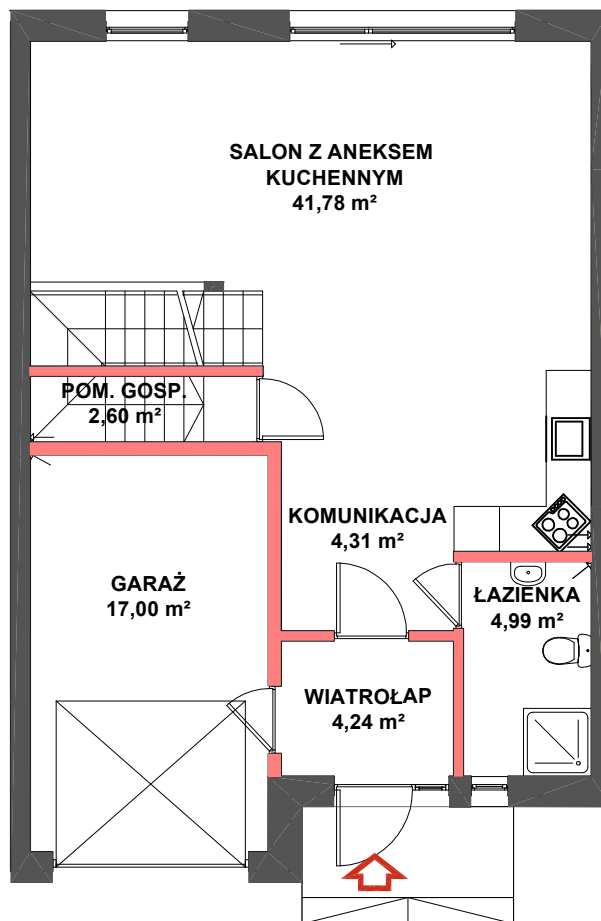 SALON Z ANEKSEM
KUCHENNYM
41,78 m²
POM. GOSP.
2,60 m²
KOMUNIKACJA
4,31 m²
GARAŻ
17,00 m²
ŁAZIENKA
4,99 m²
WIATROŁAP
4,24 m²